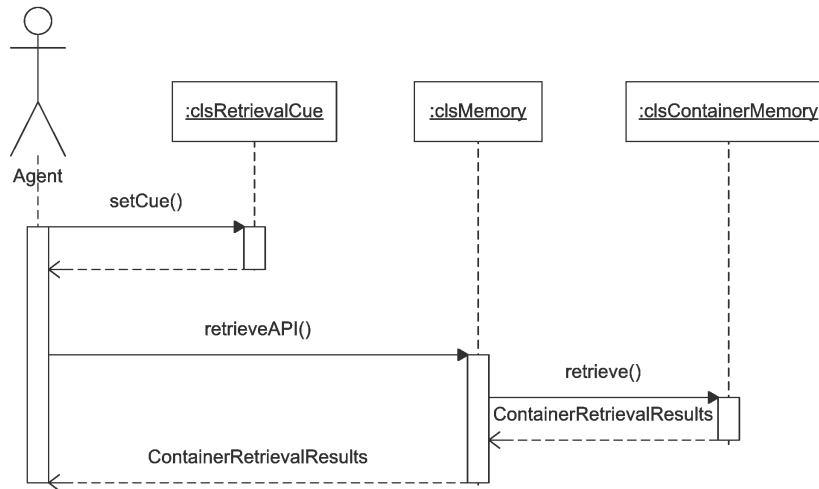 :clsRetrievalCue
:clsMemory
:clsContainerMemory
Agent
setCue()
retrieveAPI()
retrieve()
ContainerRetrievalResults
ContainerRetrievalResults